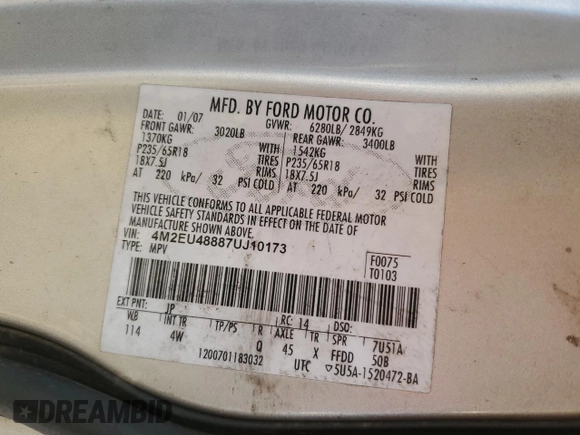 MFD. BY FORD MOTOR CO.
DATE: 01/07 GVWR: 6280LB/ 2849KG
FRONT GAWR: 3020LB REAR GAWR: 3400LB
1370KG WITH 1542KG WITH
P235/65R18 TIRES P235/65R18 TIRES
18X7.5J RIMS 18X7.5J RIMS
AT 220 kPa/ 32 PSI COLD AT 220 kPa/ 32 PSI COLD
THIS VEHICLE CONFORMS TO ALL APPLICABLE FEDERAL MOTOR
VEHICLE SAFETY STANDARDS IN EFFECT ON THE DATE OF
MANUFACTURE SHOWN ABOVE.
VIN: 4M2EU48887UJ10173
TYPE: MPV
F0075
T0103
EXT PNT: JP RC: 14 DSO:
WB INT TR TP/PS R AXLE TR SPR 7U51A
114 4W Q 45 X FFDD 50B
1200701183032 UTC ▽5U5A-1520472-BA
DREAMBID